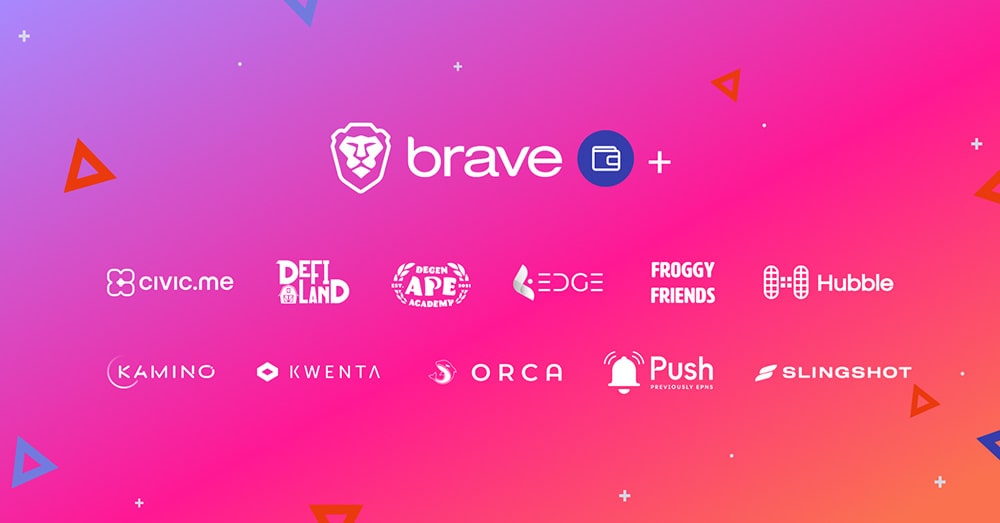 brave +
civic.me
DEFI
LAND
DEGEN
EST. APE 2021
ACADEMY
EDGE
FROGGY
FRIENDS
Hubble
KAMINO
KWENTA
ORCA
Push
PREVIOUSLY EPNS
SLINGSHOT